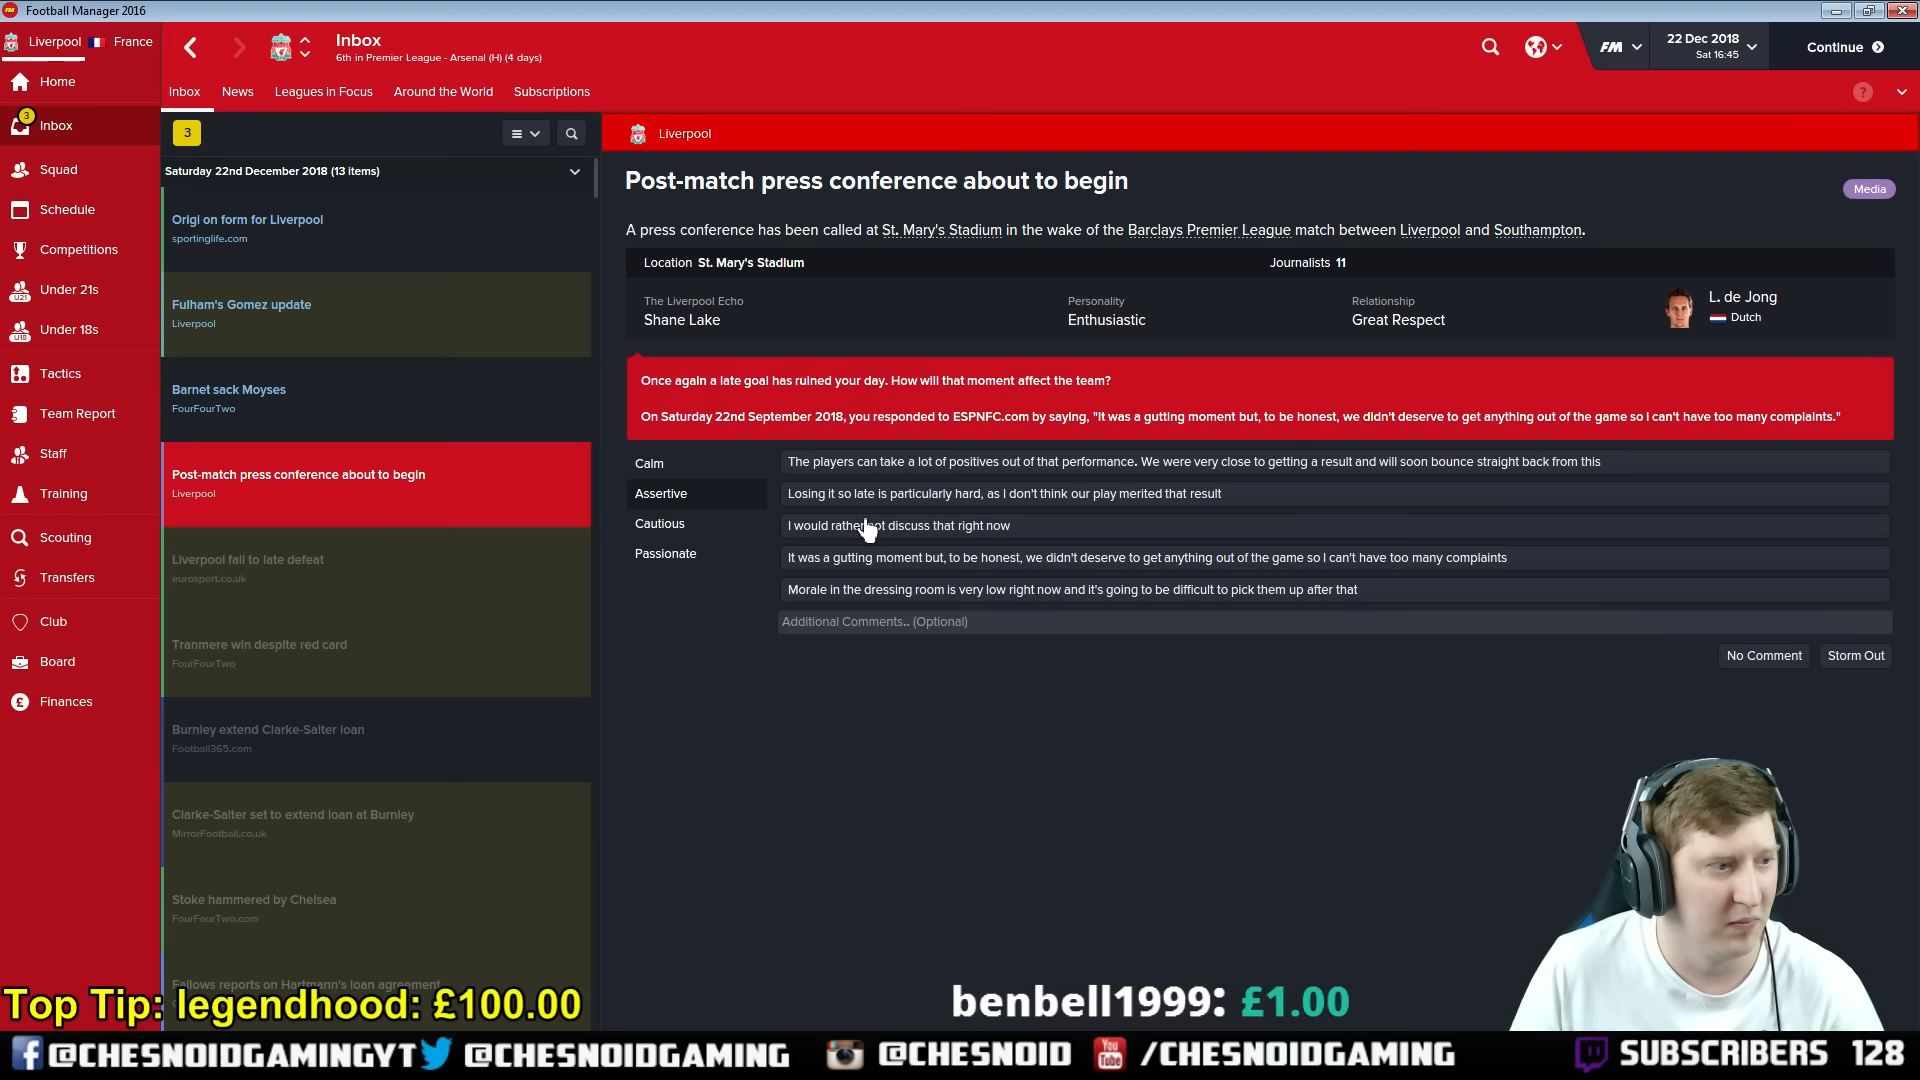 Football Manager 2016
Liverpool France
Inbox
6th in Premier League - Arsenal (H) (4 days)
FM
22 Dec 2018
Sat 16:45
Continue
Home
3
Inbox
Squad
Schedule
Competitions
Under 21s
Under 18s
Tactics
Team Report
Staff
Training
Scouting
Transfers
Club
Board
Finances
Inbox News Leagues in Focus Around the World Subscriptions
?
3
Saturday 22nd December 2018 (13 items)
Origi on form for Liverpool
sportinglife.com
Fulham's Gomez update
Liverpool
Barnet sack Moyses
FourFourTwo
Post-match press conference about to begin
Liverpool
Liverpool fall to late defeat
eurosport.co.uk
Tranmere win despite red card
FourFourTwo
Burnley extend Clarke-Salter loan
Football365.com
Clarke-Salter set to extend loan at Burnley
MirrorFootball.co.uk
Stoke hammered by Chelsea
FourFourTwo.com
Fallows reports on Hartmann's loan agreement
Liverpool
Post-match press conference about to begin
Media
A press conference has been called at St. Mary's Stadium in the wake of the Barclays Premier League match between Liverpool and Southampton.
Location St. Mary's Stadium Journalists 11
The Liverpool Echo
Shane Lake
Personality
Enthusiastic
Relationship
Great Respect
L. de Jong
Dutch
Once again a late goal has ruined your day. How will that moment affect the team?
On Saturday 22nd September 2018, you responded to ESPNFC.com by saying, "It was a gutting moment but, to be honest, we didn't deserve to get anything out of the game so I can't have too many complaints."
Calm
Assertive
Cautious
Passionate
The players can take a lot of positives out of that performance. We were very close to getting a result and will soon bounce straight back from this
Losing it so late is particularly hard, as I don't think our play merited that result
I would rather not discuss that right now
It was a gutting moment but, to be honest, we didn't deserve to get anything out of the game so I can't have too many complaints
Morale in the dressing room is very low right now and it's going to be difficult to pick them up after that
Additional Comments.. (Optional)
No Comment Storm Out
Top Tip: legendhood: £100.00
benbell1999: £1.00
@CHESNOIDGAMINGYT @CHESNOIDGAMING @CHESNOID You Tube /CHESNOIDGAMING SUBSCRIBERS 128